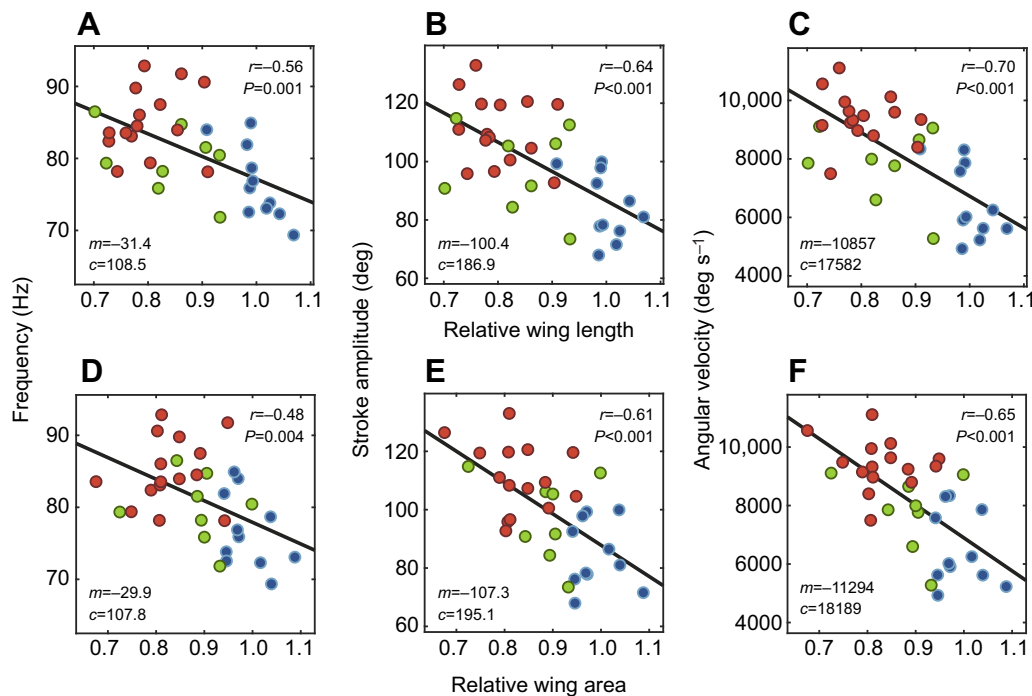 A
B
C
r=–0.56
P=0.001
r=–0.64
P<0.001
r=–0.70
P<0.001
90
80
70
120
100
80
60
10,000
8000
6000
4000
m=–31.4
c=108.5
m=–100.4
c=186.9
m=–10857
c=17582
0.7 0.8 0.9 1.0 1.1
0.7 0.8 0.9 1.0 1.1
0.7 0.8 0.9 1.0 1.1
Relative wing length
Frequency (Hz)
Stroke amplitude (deg)
Angular velocity (deg s–1)
D
E
F
r=–0.48
P=0.004
r=–0.61
P<0.001
r=–0.65
P<0.001
90
80
70
120
100
80
60
10,000
8000
6000
4000
m=–29.9
c=107.8
m=–107.3
c=195.1
m=–11294
c=18189
0.7 0.8 0.9 1.0 1.1
0.7 0.8 0.9 1.0 1.1
0.7 0.8 0.9 1.0 1.1
Relative wing area